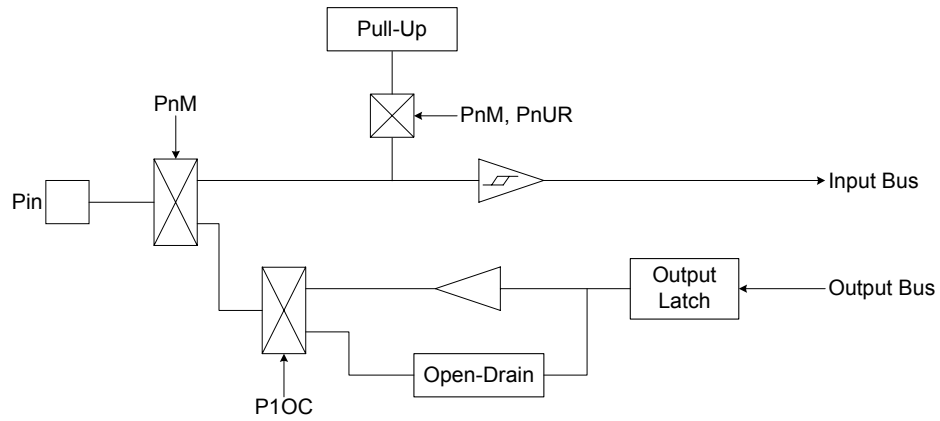 Pull-Up
PnM
PnM, PnUR
Pin
Input Bus
Output
Latch
Output Bus
Open-Drain
P1OC